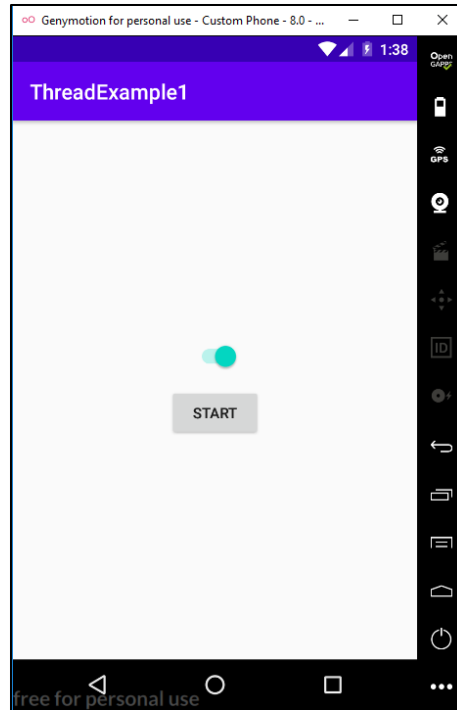 Genymotion for personal use - Custom Phone - 8.0 - ...
1:38
Open
GAPPS
ThreadExample1
GPS
ID
START
free for personal use